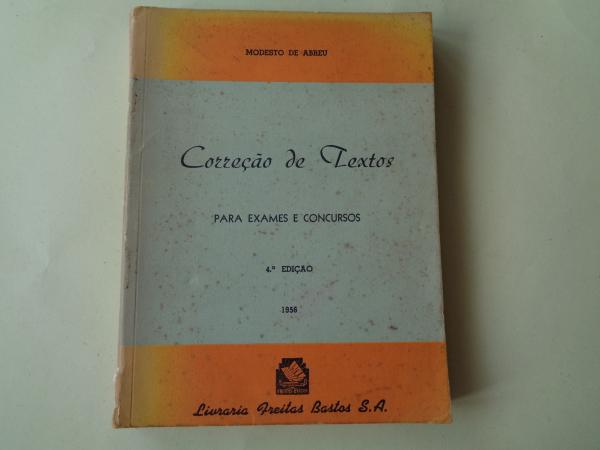 MODESTO DE ABREU
Correção de Textos
PARA EXAMES E CONCURSOS
4.ª EDIÇÃO
1956
Livraria Freitas Bastos S.A.